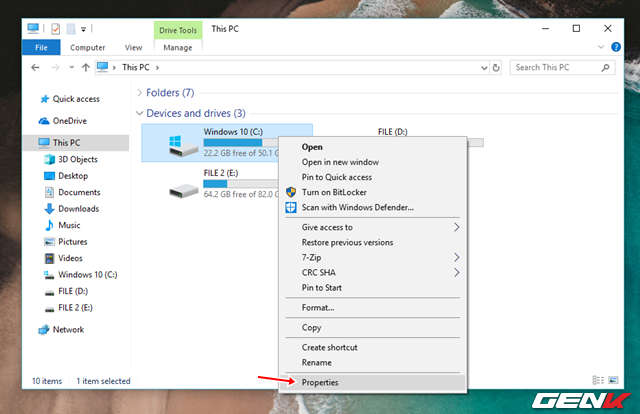 Drive Tools
This PC
File
Computer
View
Manage
This PC
Search This PC
Quick access
OneDrive
This PC
3D Objects
Desktop
Documents
Downloads
Music
Pictures
Videos
Windows 10 (C:)
FILE (D:)
FILE 2 (E:)
Network
Folders (7)
Devices and drives (3)
Windows 10 (C:)
22.2 GB free of 50.1 G
FILE (D:)
FILE 2 (E:)
64.2 GB free of 82.0 G
Open
Open in new window
Pin to Quick access
Turn on BitLocker
Scan with Windows Defender...
Give access to
Restore previous versions
7-Zip
CRC SHA
Pin to Start
Format...
Copy
Create shortcut
Rename
Properties
10 items
1 item selected
GENK